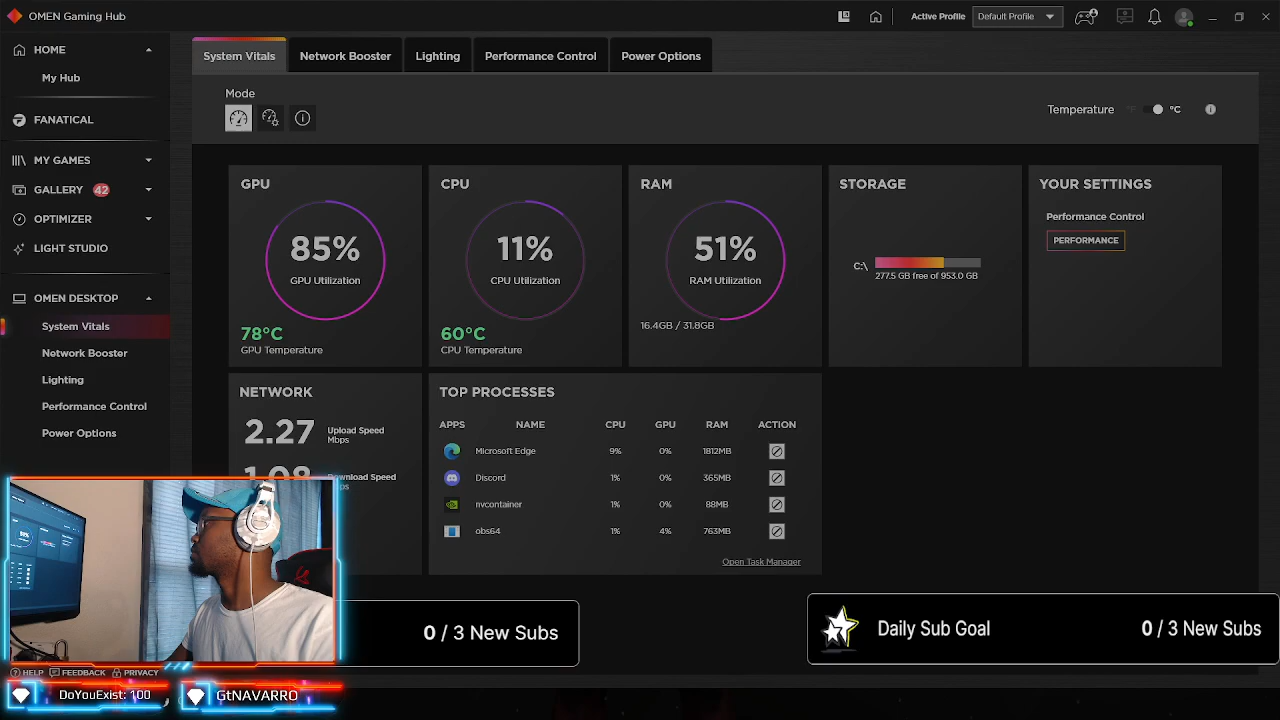 OMEN Gaming Hub
Active Profile
Default Profile
HOME
My Hub
FANATICAL
MY GAMES
GALLERY 42
OPTIMIZER
LIGHT STUDIO
OMEN DESKTOP
System Vitals
Network Booster
Lighting
Performance Control
Power Options
System Vitals
Network Booster
Lighting
Performance Control
Power Options
Mode
Temperature °F °C
GPU
85%
GPU Utilization
78°C
GPU Temperature
CPU
11%
CPU Utilization
60°C
CPU Temperature
RAM
51%
RAM Utilization
16.4GB / 31.8GB
STORAGE
C:\
277.5 GB free of 953.0 GB
YOUR SETTINGS
Performance Control
PERFORMANCE
NETWORK
2.27 Upload Speed
Mbps
1.08 Download Speed
TOP PROCESSES
APPS NAME CPU GPU RAM ACTION
Microsoft Edge 9% 0% 1812MB
Discord 1% 0% 365MB
nvcontainer 1% 0% 88MB
obs64 1% 4% 763MB
Open Task Manager
0 / 3 New Subs
Daily Sub Goal 0 / 3 New Subs
HELP FEEDBACK PRIVACY
DoYouExist: 100
GtNAVARRO